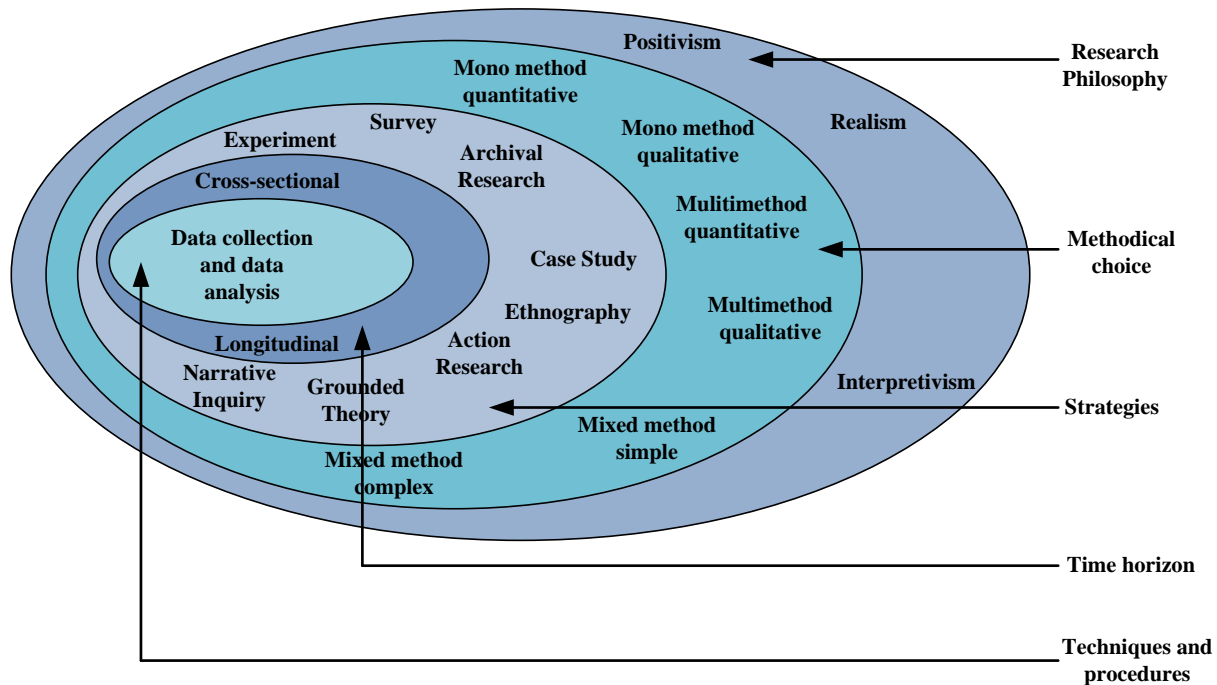 Positivism
Research
Philosophy
Mono method
quantitative
Realism
Survey
Mono method
qualitative
Experiment
Archival
Research
Cross-sectional
Mulitimethod
quantitative
Data collection
and data
analysis
Case Study
Methodical
choice
Ethnography
Multimethod
qualitative
Longitudinal
Action
Research
Narrative
Inquiry
Grounded
Theory
Interpretivism
Strategies
Mixed method
simple
Mixed method
complex
Time horizon
Techniques and
procedures